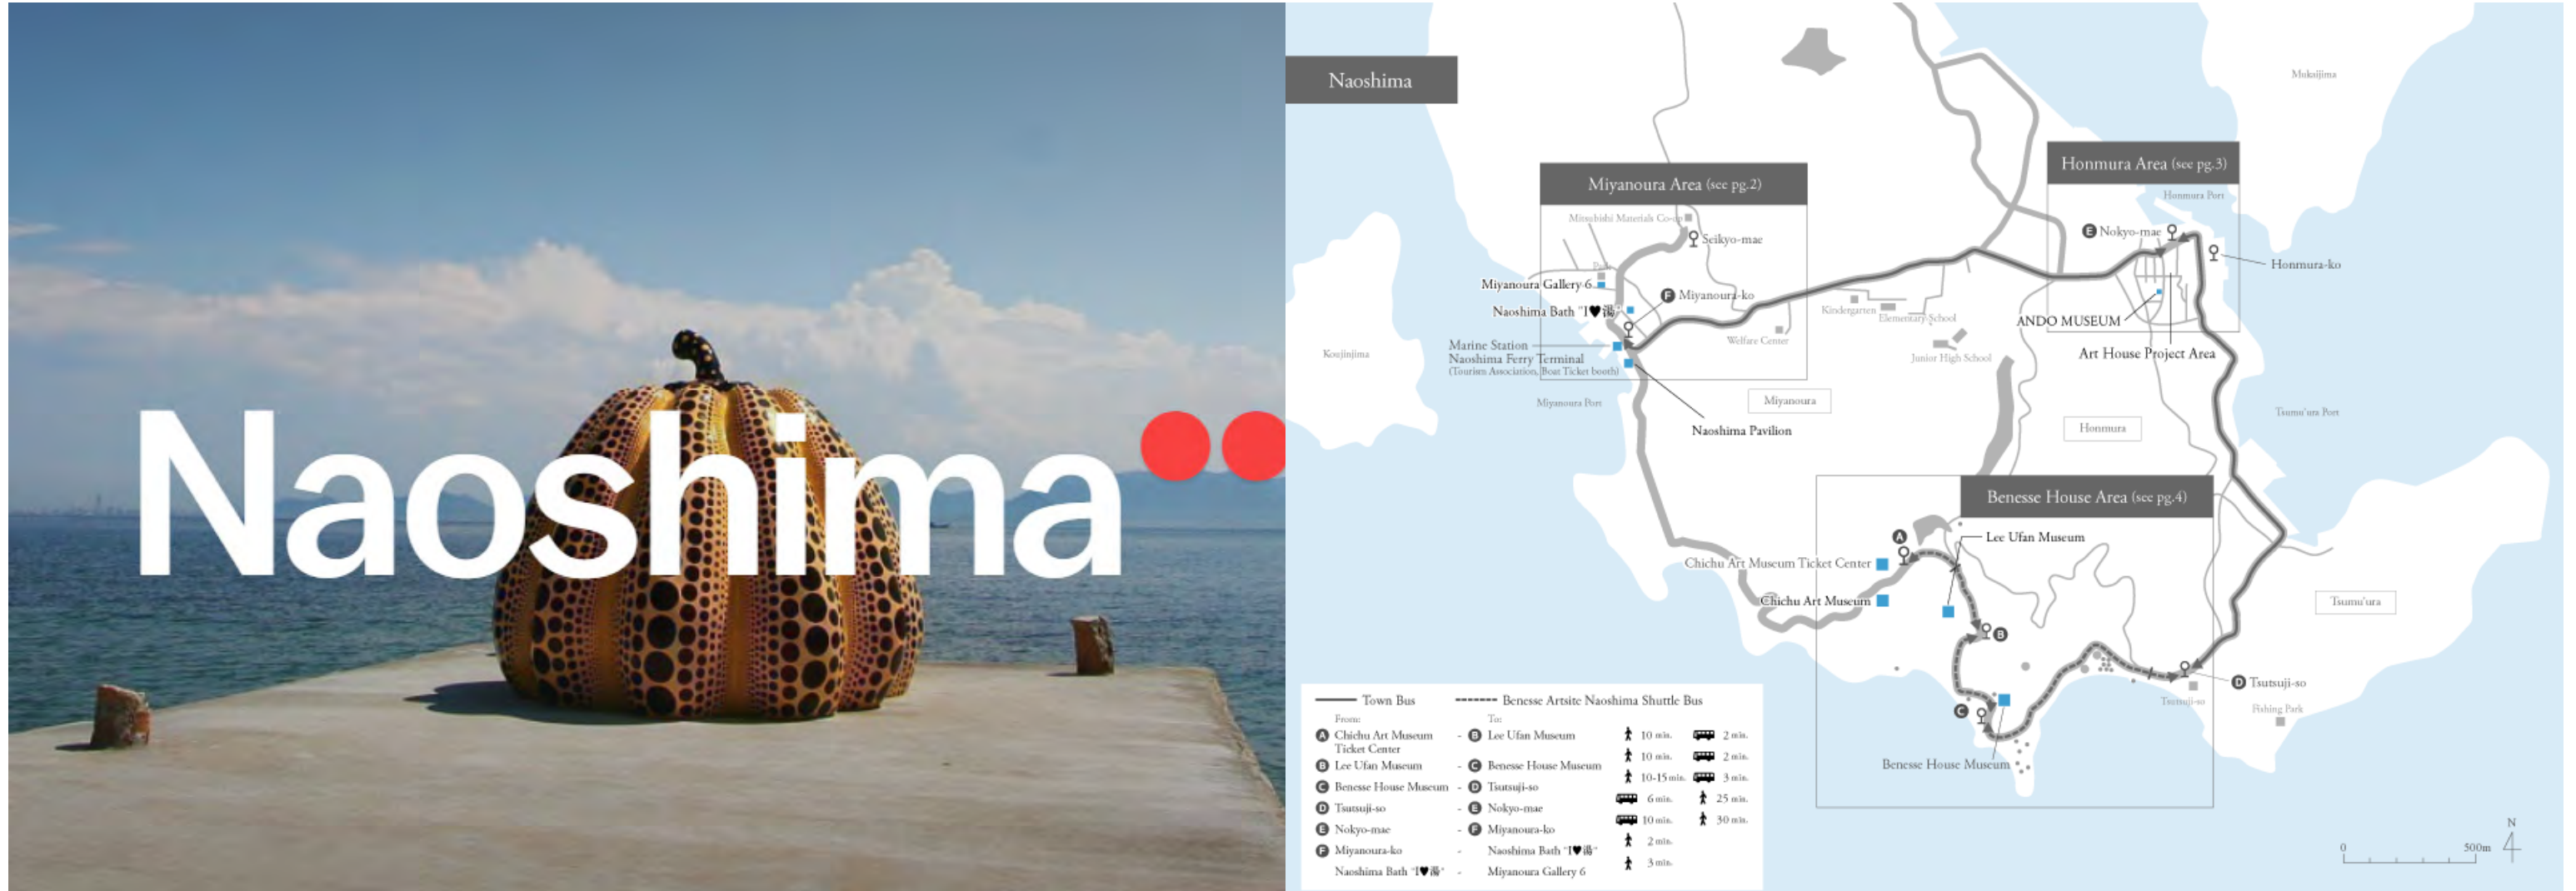 Naoshima
Naoshima
Mukaijima
Honmura Area (see pg.3)
Honmura Port
Miyanoura Area (see pg.2)
Mitsubishi Materials Co-op
Seikyo-mae
E Nokyo-mae
Honmura-ko
Park
Miyanoura Gallery 6
F Miyanoura-ko
Naoshima Bath "I♥湯"
Kindergarten
Elementary School
ANDO MUSEUM
Welfare Center
Marine Station
Naoshima Ferry Terminal
(Tourism Association, Boat Ticket booth)
Koujinjima
Junior High School
Art House Project Area
Miyanoura Port
Miyanoura
Tsumu'ura Port
Naoshima Pavilion
Honmura
Benesse House Area (see pg.4)
A
Lee Ufan Museum
Chichu Art Museum Ticket Center
Chichu Art Museum
Tsumu'ura
B
D Tsutsuji-so
Tsutsuji-so
Fishing Park
C
Benesse House Museum
Town Bus
Benesse Artsite Naoshima Shuttle Bus
From: To:
A Chichu Art Museum Ticket Center - B Lee Ufan Museum 10 min. 2 min.
B Lee Ufan Museum - C Benesse House Museum 10 min. 2 min.
C Benesse House Museum - D Tsutsuji-so 10-15 min. 3 min.
D Tsutsuji-so - E Nokyo-mae 6 min. 25 min.
E Nokyo-mae - F Miyanoura-ko 10 min. 30 min.
F Miyanoura-ko - Naoshima Bath "I♥湯" 2 min.
Naoshima Bath "I♥湯" - Miyanoura Gallery 6 3 min.
0 500m
N